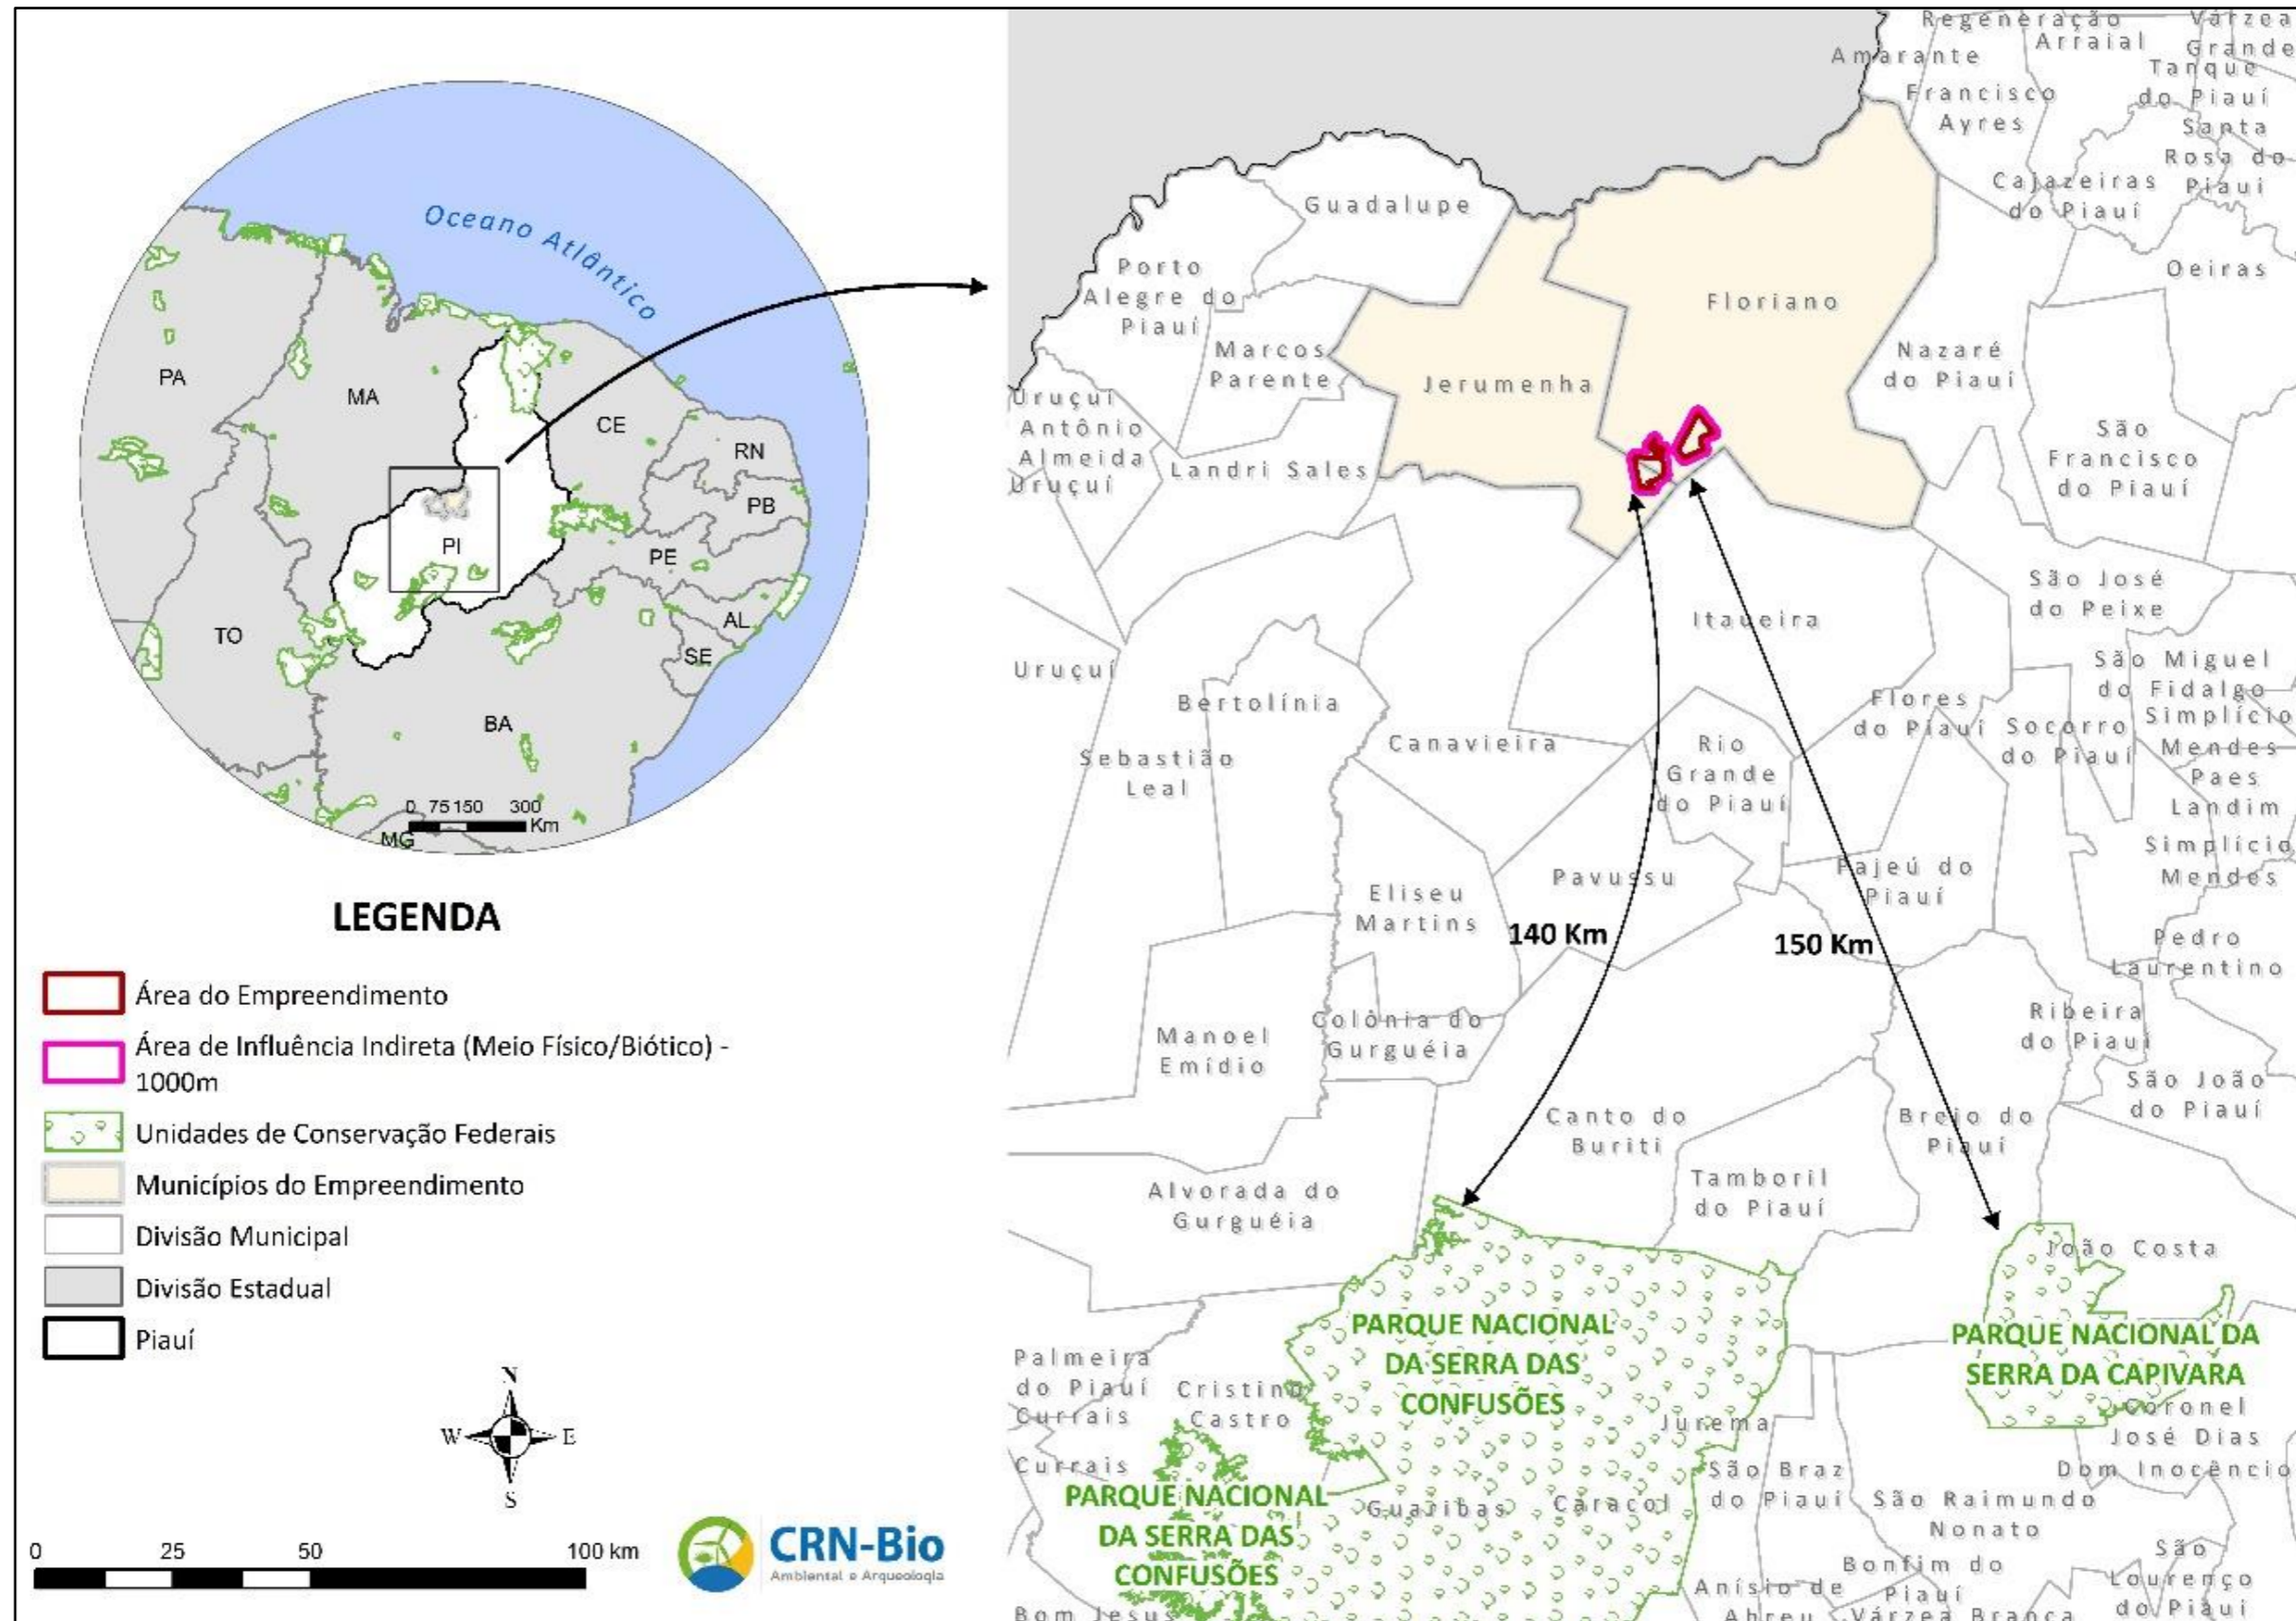 Oceano Atlântico
PA
MA
CE
RN
PB
PI
PE
AL
SE
TO
BA
MG
0 75 150 300
Km
LEGENDA
Área do Empreendimento
Área de Influência Indireta (Meio Físico/Biótico) -
1000m
Unidades de Conservação Federais
Municípios do Empreendimento
Divisão Municipal
Divisão Estadual
Piauí
N
W E
S
0 25 50 100 km
CRN-Bio
Ambiental e Arqueologia
Regeneração
Arraial
Várzea
Grande
Amarante
Tanque
do Piauí
Francisco
Ayres
Santa
Rosa do
Piauí
Cajazeiras
do Piauí
Guadalupe
Oeiras
Porto
Alegre do
Piauí
Floriano
Marcos
Parente
Jerumenha
Nazaré
do Piauí
Uruçuí
Antônio
Almeida
Uruçuí
Landri Sales
São
Francisco
do Piauí
São José
do Peixe
Itaueira
Uruçuí
Bertolínia
São Miguel
do Fidalgo
Flores
do Piauí
Simplício
Mendes
Socorro
do Piauí
Canavieira
Rio
Grande
do Piauí
Sebastião
Leal
Paes
Landim
Simplício
Mendes
Pavussu
Pajeú do
Piauí
Eliseu
Martins
140 Km
150 Km
Pedro
Laurentino
Ribeira
do Piauí
Manoel
Emídio
Colônia do
Gurguéia
São João
do Piauí
Canto do
Buriti
Brejo do
Piauí
Alvorada do
Gurguéia
Tamboril
do Piauí
João Costa
PARQUE NACIONAL
DA SERRA DAS
CONFUSÕES
PARQUE NACIONAL DA
SERRA DA CAPIVARA
Palmeira
do Piauí
Currais
Cristino
Castro
Jurema
Coronel
José Dias
Currais
São Braz
do Piauí
Dom Inocêncio
PARQUE NACIONAL
DA SERRA DAS
CONFUSÕES
Guaribas
Caracol
São Raimundo
Nonato
Bonfim do
Piauí
São
Lourenço
do Piauí
Anísio de
Abreu
Várzea Branca
Bom Jesus